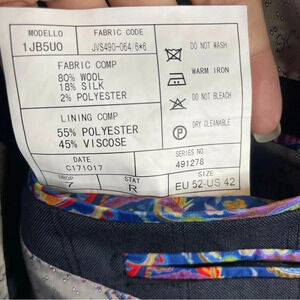 MODELLO FABRIC CODE
1JB5U0 JVS490-064/6*6
FABRIC COMP
80% WOOL
18% SILK
2% POLYESTER
LINING COMP
55% POLYESTER
45% VISCOSE
DO NOT WASH
WARM IRON
DO NOT BLEACH
P DRY CLEANABLE
DATE SERIES NO.
C171017 491278
DROP STAT SIZE
7 R EU 52-US 42